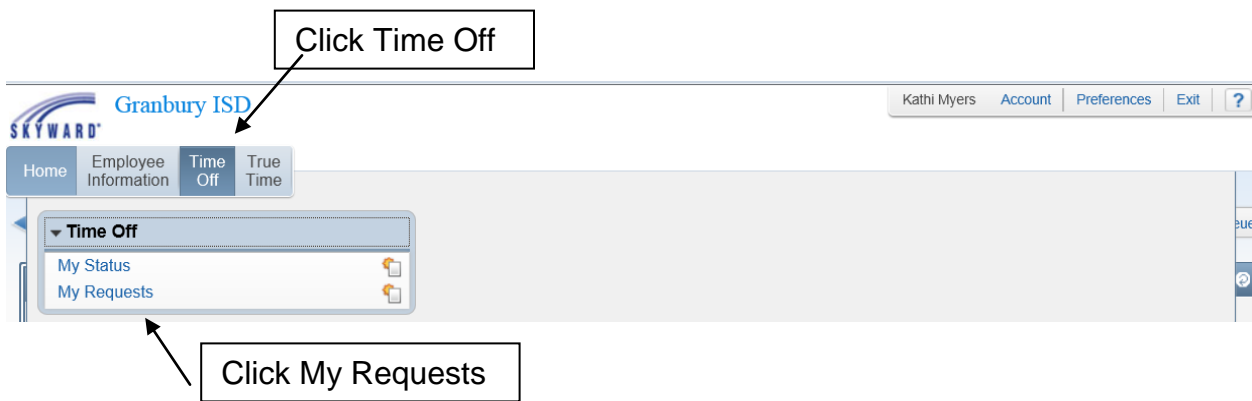 Click Time Off
Granbury ISD
SKYWARD
Kathi Myers Account Preferences Exit ?
Home Employee Information Time Off True Time
Time Off
My Status
My Requests
Click My Requests